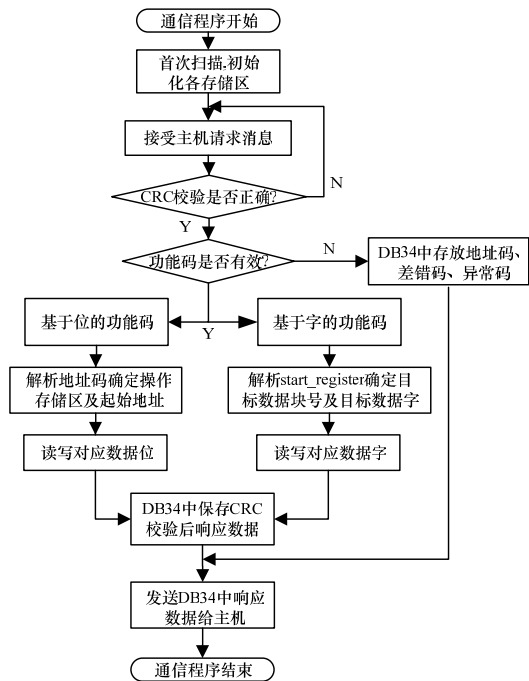 通信程序开始
首次扫描,初始
化各存储区
接受主机请求消息
CRC校验是否正确?
N
Y
功能码是否有效?
N
DB34中存放地址码、
差错码、异常码
基于位的功能码
Y
基于字的功能码
解析地址码确定操作
存储区及起始地址
解析start_register确定目
标数据块号及目标数据字
读写对应数据位
读写对应数据字
DB34中保存CRC
校验后响应数据
发送DB34中响应
数据给主机
通信程序结束